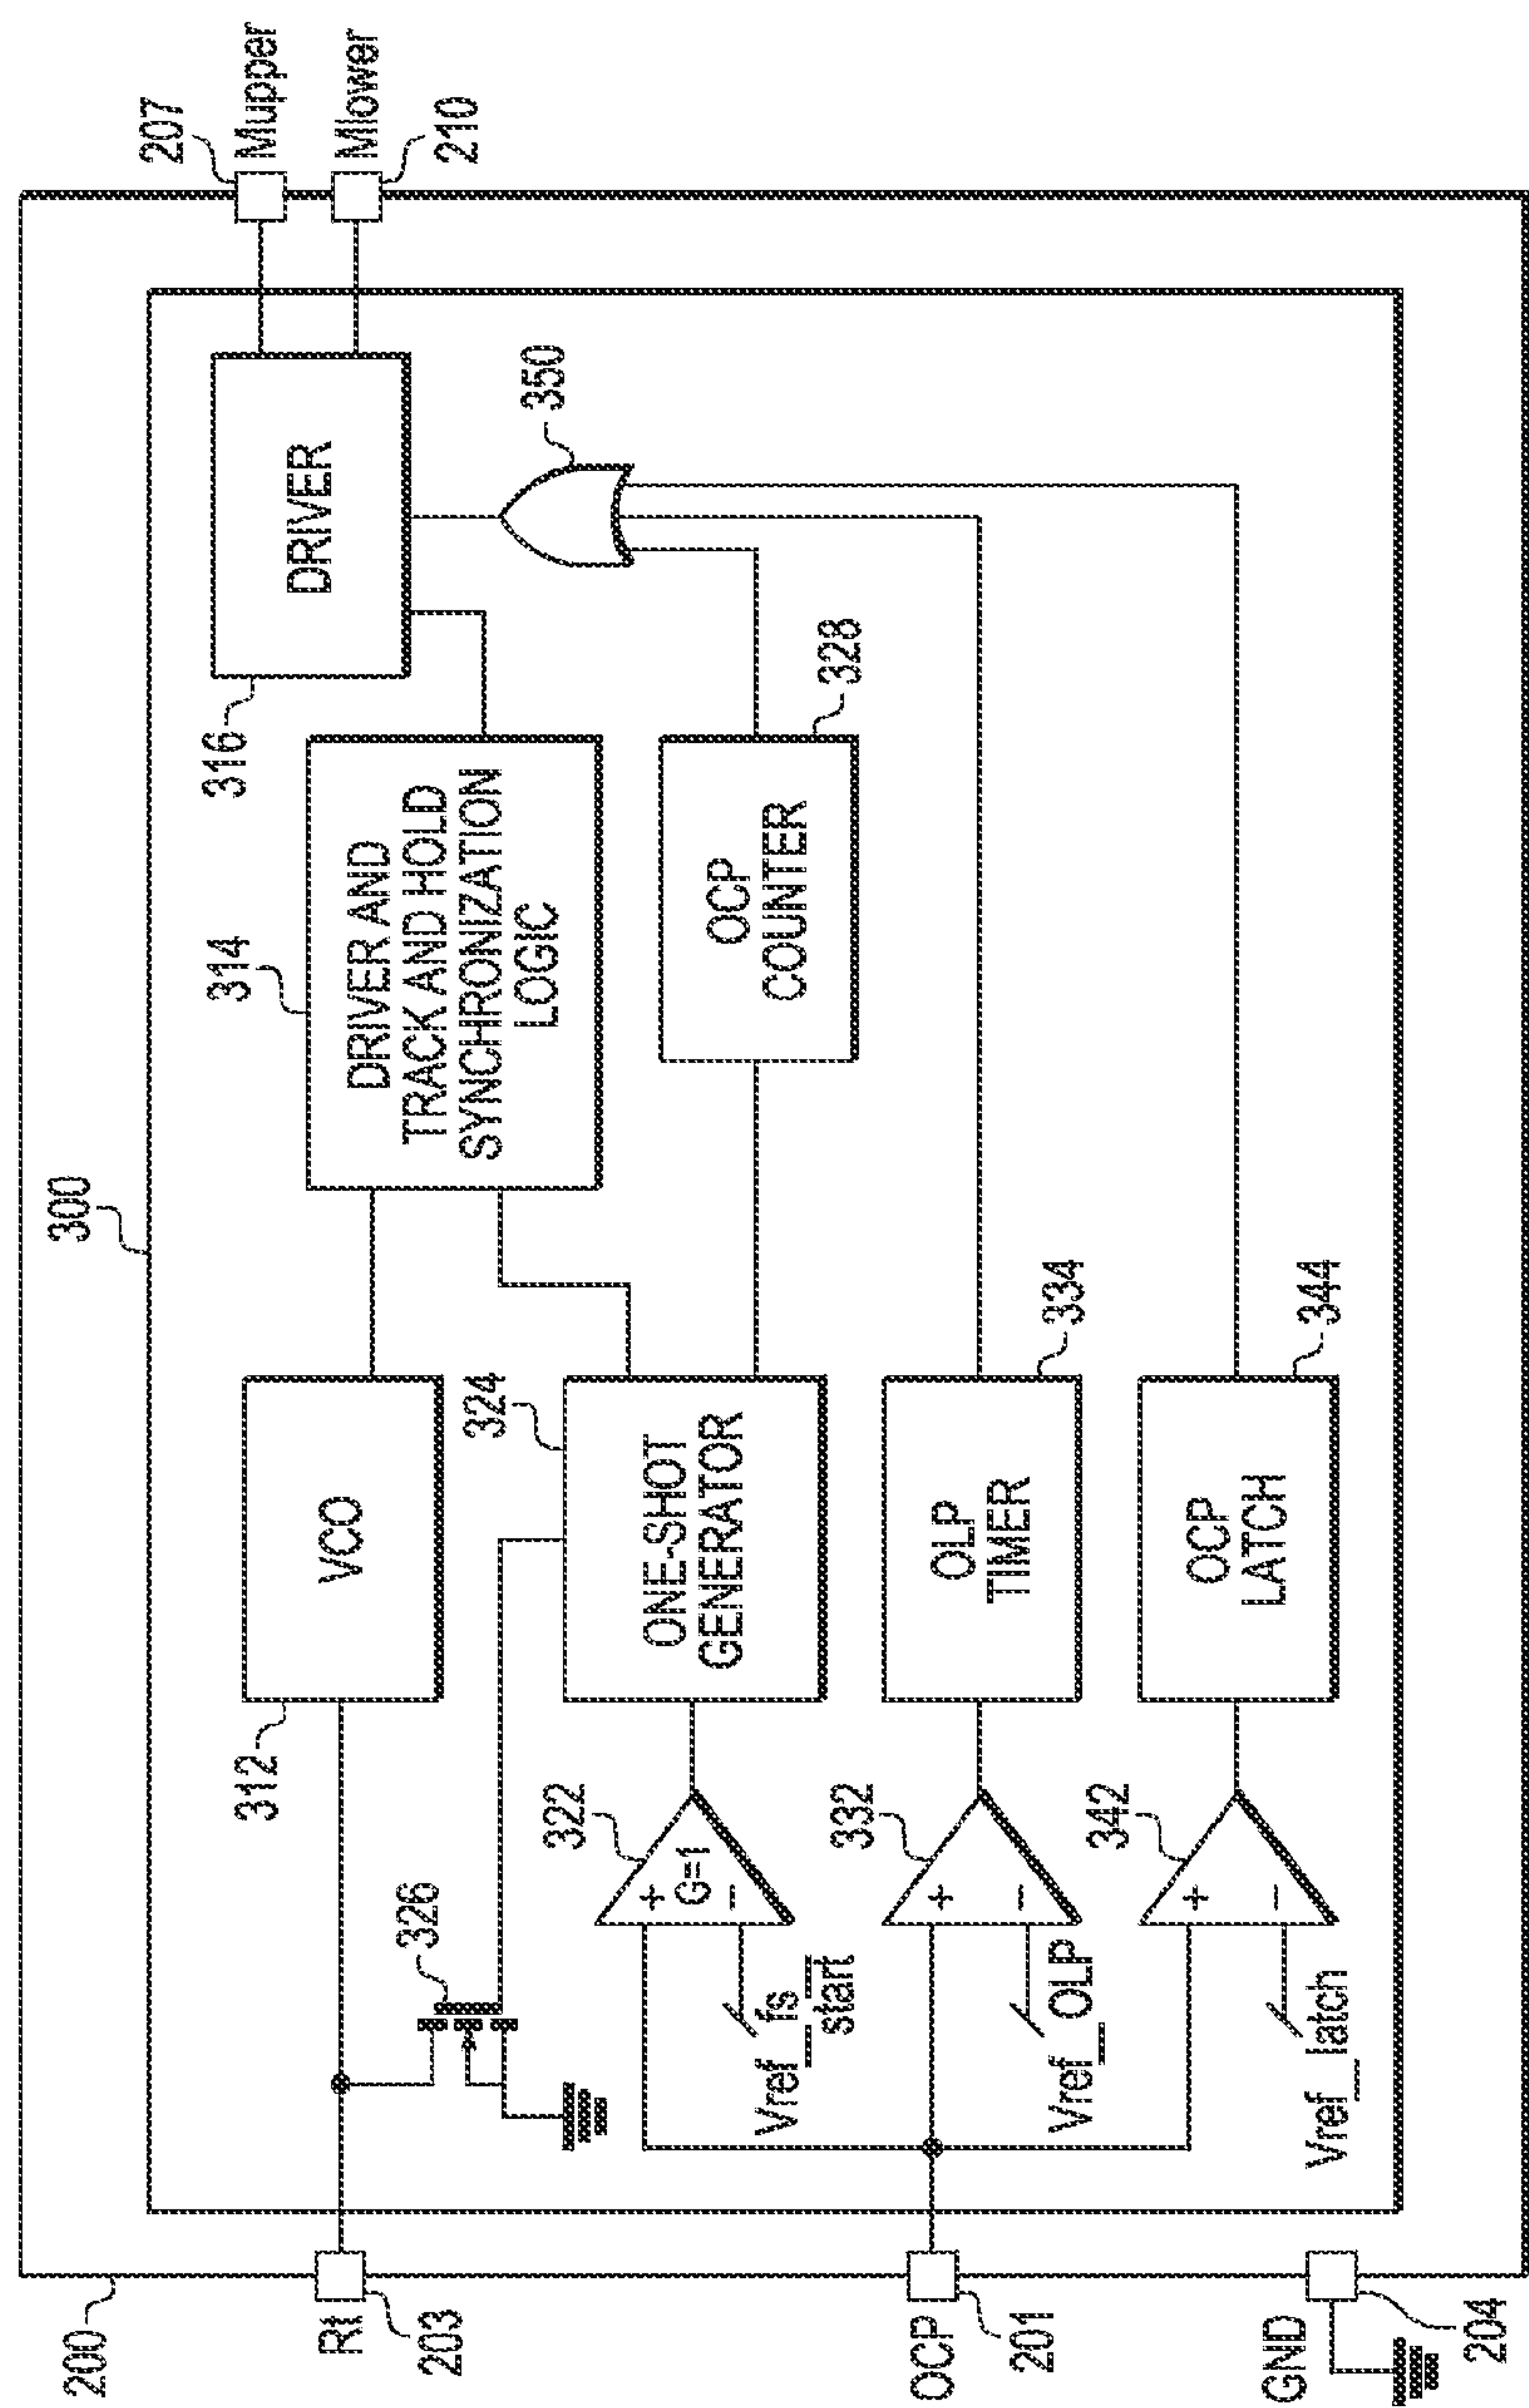 200
300
Rt
203
312
VCO
314
DRIVER AND
TRACK AND HOLD
SYNCHRONIZATION
LOGIC
316
DRIVER
207
Mupper
Mlower
210
326
322
+
G=1
–
Vref_fs_
start
324
ONE-SHOT
GENERATOR
OCP
COUNTER
328
350
OCP
201
332
+
–
Vref_OLP
OLP
TIMER
334
342
+
–
Vref_latch
OCP
LATCH
344
GND
204